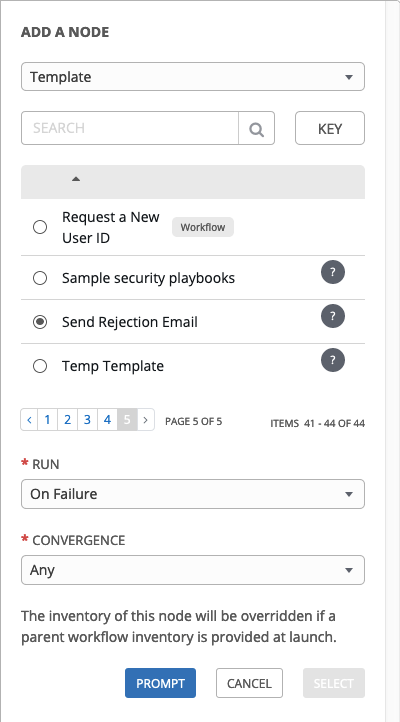 ADD A NODE
Template
SEARCH
KEY
Request a New
User ID
Workflow
Sample security playbooks
?
Send Rejection Email
?
Temp Template
?
‹ 1 2 3 4 5 › PAGE 5 OF 5 ITEMS 41 - 44 OF 44
* RUN
On Failure
* CONVERGENCE
Any
The inventory of this node will be overridden if a
parent workflow inventory is provided at launch.
PROMPT CANCEL SELECT